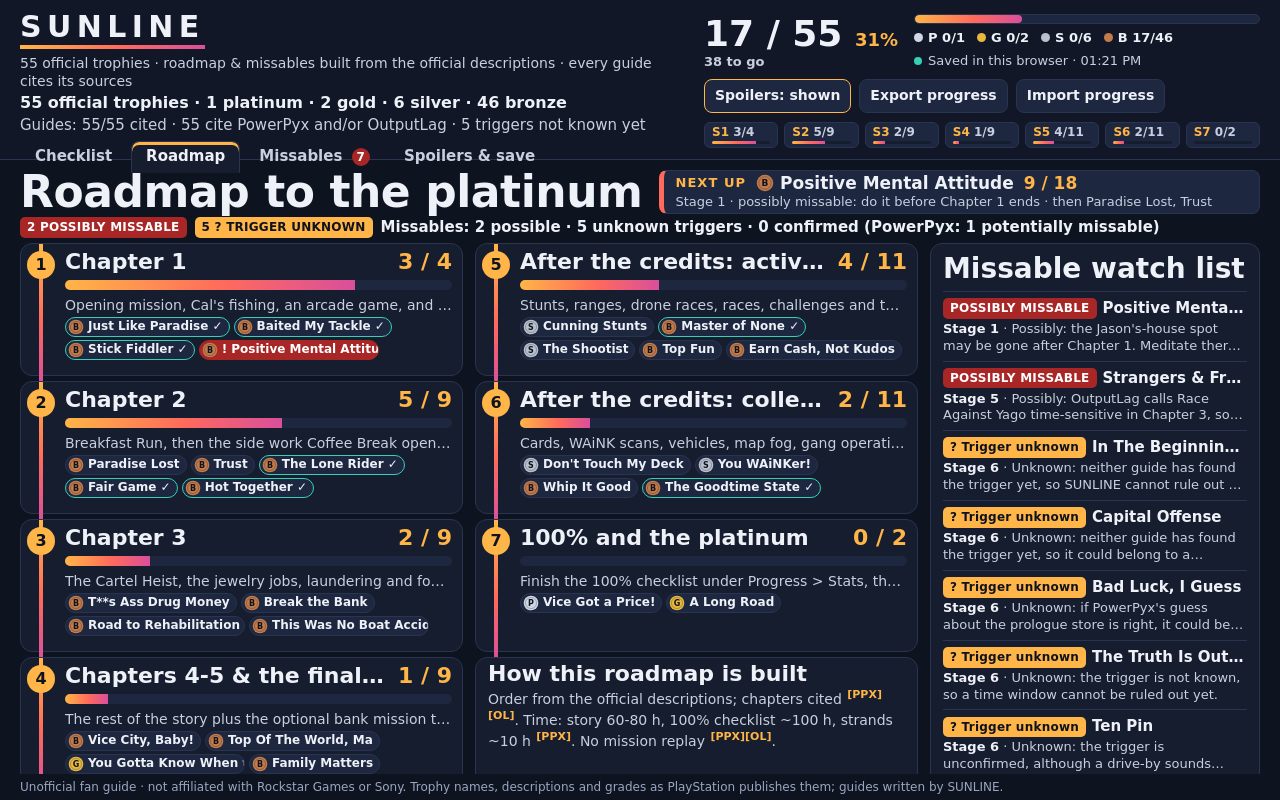 SUNLINE
55 official trophies · roadmap & missables built from the official descriptions · every guide
cites its sources
55 official trophies · 1 platinum · 2 gold · 6 silver · 46 bronze
Guides: 55/55 cited · 55 cite PowerPyx and/or OutputLag · 5 triggers not known yet
17 / 55 31%
38 to go
P 0/1 G 0/2 S 0/6 B 17/46
Saved in this browser · 01:21 PM
Spoilers: shown Export progress Import progress
S1 3/4 S2 5/9 S3 2/9 S4 1/9 S5 4/11 S6 2/11 S7 0/2
Checklist Roadmap Missables 7 Spoilers & save
Roadmap to the platinum
NEXT UP B Positive Mental Attitude 9 / 18
Stage 1 · possibly missable: do it before Chapter 1 ends · then Paradise Lost, Trust
2 POSSIBLY MISSABLE 5 ? TRIGGER UNKNOWN Missables: 2 possible · 5 unknown triggers · 0 confirmed (PowerPyx: 1 potentially missable)
1 Chapter 1 3 / 4
Opening mission, Cal's fishing, an arcade game, and ...
B Just Like Paradise ✓ B Baited My Tackle ✓
B Stick Fiddler ✓ B ! Positive Mental Attitu
2 Chapter 2 5 / 9
Breakfast Run, then the side work Coffee Break open...
B Paradise Lost B Trust B The Lone Rider ✓
B Fair Game ✓ B Hot Together ✓
3 Chapter 3 2 / 9
The Cartel Heist, the jewelry jobs, laundering and fo...
B T**s Ass Drug Money B Break the Bank
B Road to Rehabilitation B This Was No Boat Accid
4 Chapters 4-5 & the final... 1 / 9
The rest of the story plus the optional bank mission t...
B Vice City, Baby! B Top Of The World, Ma
G You Gotta Know When B Family Matters
5 After the credits: activ... 4 / 11
Stunts, ranges, drone races, races, challenges and t...
S Cunning Stunts B Master of None ✓
S The Shootist B Top Fun B Earn Cash, Not Kudos
6 After the credits: colle... 2 / 11
Cards, WAiNK scans, vehicles, map fog, gang operati...
S Don't Touch My Deck S You WAiNKer!
B Whip It Good B The Goodtime State ✓
7 100% and the platinum 0 / 2
Finish the 100% checklist under Progress > Stats, th...
P Vice Got a Price! G A Long Road
How this roadmap is built
Order from the official descriptions; chapters cited [PPX]
[OL]. Time: story 60-80 h, 100% checklist ~100 h, strands
~10 h [PPX]. No mission replay [PPX][OL].
Missable watch list
POSSIBLY MISSABLE Positive Menta...
Stage 1 · Possibly: the Jason's-house spot
may be gone after Chapter 1. Meditate ther...
POSSIBLY MISSABLE Strangers & Fr...
Stage 5 · Possibly: OutputLag calls Race
Against Yago time-sensitive in Chapter 3, so...
? Trigger unknown In The Beginnin...
Stage 6 · Unknown: neither guide has found
the trigger yet, so SUNLINE cannot rule out ...
? Trigger unknown Capital Offense
Stage 6 · Unknown: neither guide has found
the trigger yet, so it could belong to a...
? Trigger unknown Bad Luck, I Guess
Stage 6 · Unknown: if PowerPyx's guess
about the prologue store is right, it could be...
? Trigger unknown The Truth Is Out...
Stage 6 · Unknown: the trigger is not known,
so a time window cannot be ruled out yet.
? Trigger unknown Ten Pin
Stage 6 · Unknown: the trigger is
unconfirmed, although a drive-by sounds...
Unofficial fan guide · not affiliated with Rockstar Games or Sony. Trophy names, descriptions and grades as PlayStation publishes them; guides written by SUNLINE.